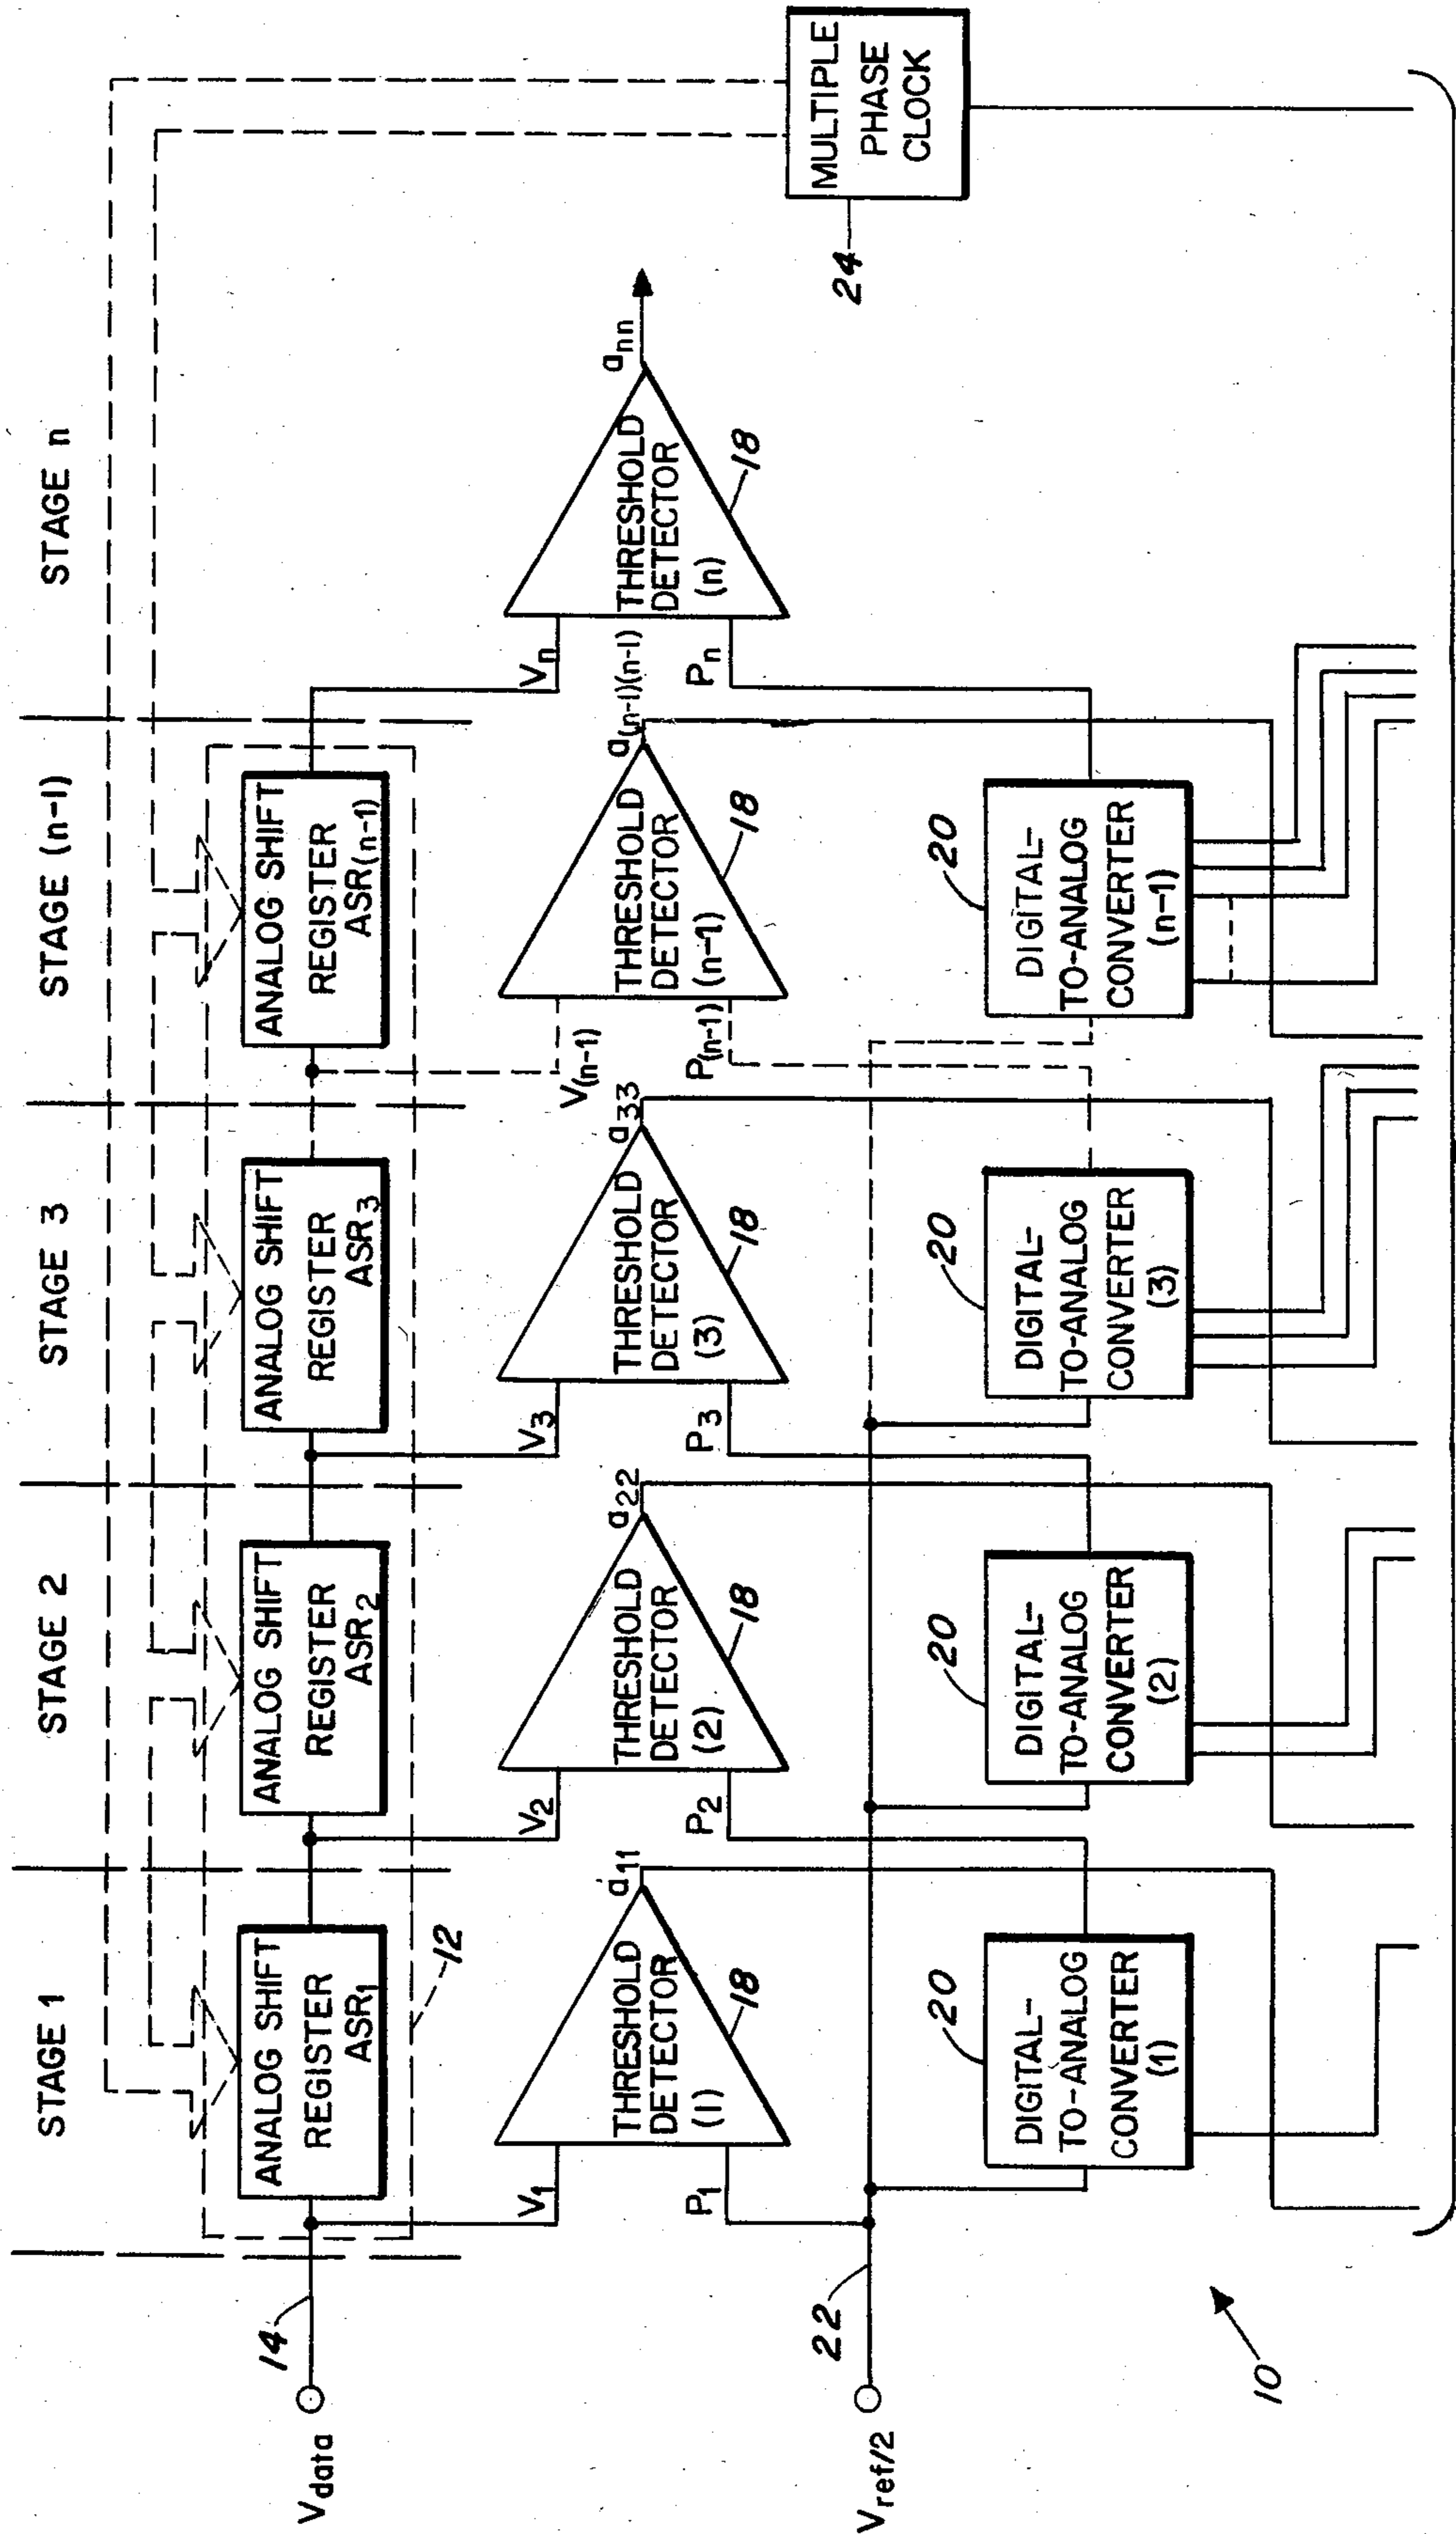 STAGE 1
STAGE 2
STAGE 3
STAGE (n-1)
STAGE n
ANALOG SHIFT
REGISTER
ASR1
ANALOG SHIFT
REGISTER
ASR2
ANALOG SHIFT
REGISTER
ASR3
ANALOG SHIFT
REGISTER
ASR(n-1)
14
Vdata
12
V1
V2
V3
V(n-1)
Vn
THRESHOLD
DETECTOR
(1)
18
a11
THRESHOLD
DETECTOR
(2)
18
a22
THRESHOLD
DETECTOR
(3)
18
a33
THRESHOLD
DETECTOR
(n-1)
18
a(n-1)(n-1)
THRESHOLD
DETECTOR
(n)
18
ann
P1
P2
P3
P(n-1)
Pn
MULTIPLE
PHASE
CLOCK
24
22
Vref/2
20
DIGITAL-
TO-ANALOG
CONVERTER
(1)
20
DIGITAL-
TO-ANALOG
CONVERTER
(2)
20
DIGITAL-
TO-ANALOG
CONVERTER
(3)
20
DIGITAL-
TO-ANALOG
CONVERTER
(n-1)
10